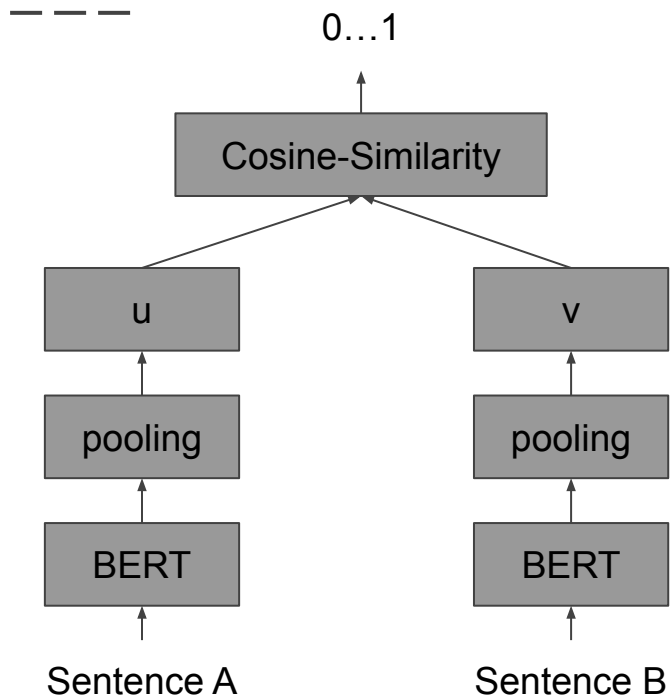 0…1
Cosine-Similarity
u v
pooling pooling
BERT BERT
Sentence A Sentence B